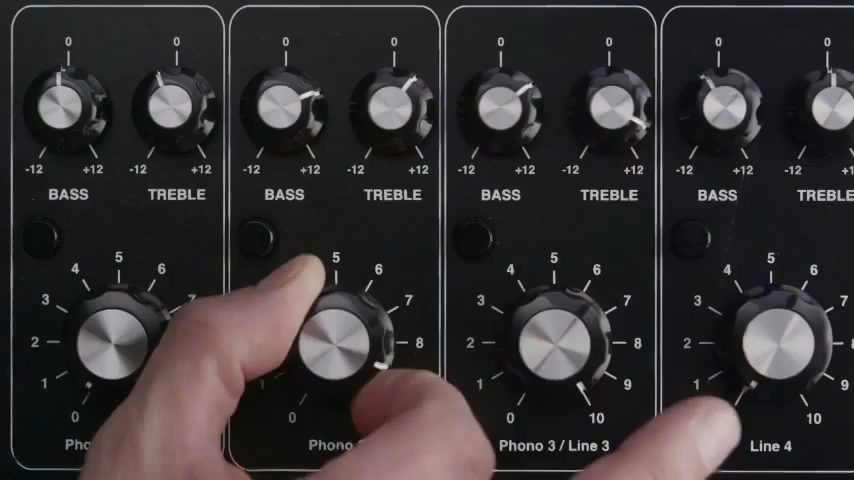 0 0 0 0 0 0 0 0
-12 +12 -12 +12 -12 +12 -12 +12 -12 +12 -12 +12 -12 +12 -12
BASS TREBLE BASS TREBLE BASS TREBLE BASS TREBLE
5 5 5 5
4 6 6 4 6 4 6
3 7 3 7 3 7
2 8 2 8 2 8
1 1 9 1 9
0 0 0 10 10
Phono Phono 3 / Line 3 Line 4